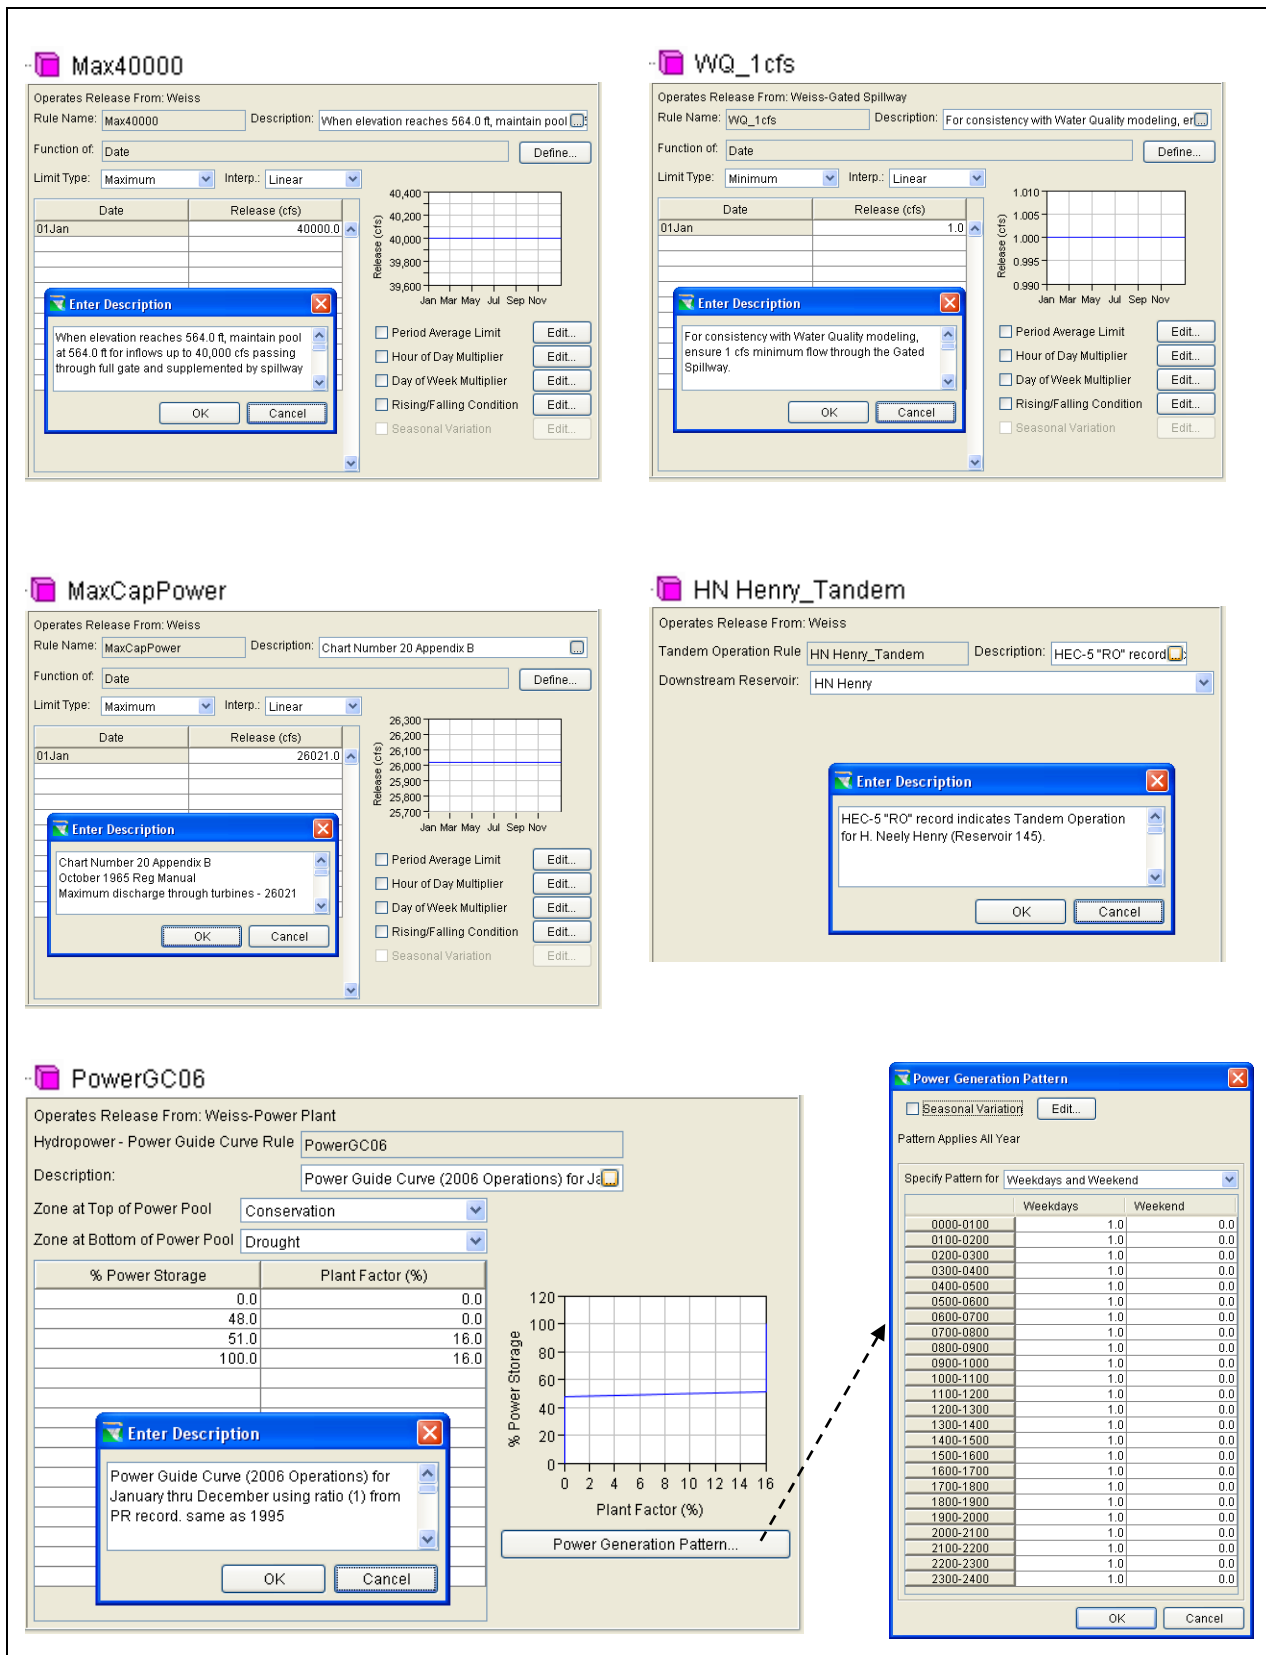 Max40000
Operates Release From: Weiss
Rule Name: Max40000 Description: When elevation reaches 564.0 ft, maintain pool ...
Function of: Date Define...
Limit Type: Maximum Interp.: Linear
Date Release (cfs)
01Jan 40000.0
Release (cfs)
40,400
40,200
40,000
39,800
39,600
Jan Mar May Jul Sep Nov
Enter Description
When elevation reaches 564.0 ft, maintain pool
at 564.0 ft for inflows up to 40,000 cfs passing
through full gate and supplemented by spillway
OK Cancel
Period Average Limit Edit...
Hour of Day Multiplier Edit...
Day of Week Multiplier Edit...
Rising/Falling Condition Edit...
Seasonal Variation Edit...
WQ_1cfs
Operates Release From: Weiss-Gated Spillway
Rule Name: WQ_1cfs Description: For consistency with Water Quality modeling, er ...
Function of: Date Define...
Limit Type: Minimum Interp.: Linear
Date Release (cfs)
01Jan 1.0
Release (cfs)
1.010
1.005
1.000
0.995
0.990
Jan Mar May Jul Sep Nov
Enter Description
For consistency with Water Quality modeling,
ensure 1 cfs minimum flow through the Gated
Spillway.
OK Cancel
Period Average Limit Edit...
Hour of Day Multiplier Edit...
Day of Week Multiplier Edit...
Rising/Falling Condition Edit...
Seasonal Variation Edit...
MaxCapPower
Operates Release From: Weiss
Rule Name: MaxCapPower Description: Chart Number 20 Appendix B ...
Function of: Date Define...
Limit Type: Maximum Interp.: Linear
Date Release (cfs)
01Jan 26021.0
Release (cfs)
26,300
26,200
26,100
26,000
25,900
25,800
25,700
Jan Mar May Jul Sep Nov
Enter Description
Chart Number 20 Appendix B
October 1965 Reg Manual
Maximum discharge through turbines - 26021
OK Cancel
Period Average Limit Edit...
Hour of Day Multiplier Edit...
Day of Week Multiplier Edit...
Rising/Falling Condition Edit...
Seasonal Variation Edit...
HN Henry_Tandem
Operates Release From: Weiss
Tandem Operation Rule HN Henry_Tandem Description: HEC-5 "RO" record ...
Downstream Reservoir: HN Henry
Enter Description
HEC-5 "RO" record indicates Tandem Operation
for H. Neely Henry (Reservoir 145).
OK Cancel
PowerGC06
Operates Release From: Weiss-Power Plant
Hydropower - Power Guide Curve Rule PowerGC06
Description: Power Guide Curve (2006 Operations) for Ja ...
Zone at Top of Power Pool Conservation
Zone at Bottom of Power Pool Drought
% Power Storage Plant Factor (%)
0.0 0.0
48.0 0.0
51.0 16.0
100.0 16.0
% Power Storage
120
100
80
60
40
20
0
0 2 4 6 8 10 12 14 16
Plant Factor (%)
Power Generation Pattern...
Enter Description
Power Guide Curve (2006 Operations) for
January thru December using ratio (1) from
PR record. same as 1995
OK Cancel
Power Generation Pattern
Seasonal Variation Edit...
Pattern Applies All Year
Specify Pattern for Weekdays and Weekend
Weekdays Weekend
0000-0100 1.0 0.0
0100-0200 1.0 0.0
0200-0300 1.0 0.0
0300-0400 1.0 0.0
0400-0500 1.0 0.0
0500-0600 1.0 0.0
0600-0700 1.0 0.0
0700-0800 1.0 0.0
0800-0900 1.0 0.0
0900-1000 1.0 0.0
1000-1100 1.0 0.0
1100-1200 1.0 0.0
1200-1300 1.0 0.0
1300-1400 1.0 0.0
1400-1500 1.0 0.0
1500-1600 1.0 0.0
1600-1700 1.0 0.0
1700-1800 1.0 0.0
1800-1900 1.0 0.0
1900-2000 1.0 0.0
2000-2100 1.0 0.0
2100-2200 1.0 0.0
2200-2300 1.0 0.0
2300-2400 1.0 0.0
OK Cancel